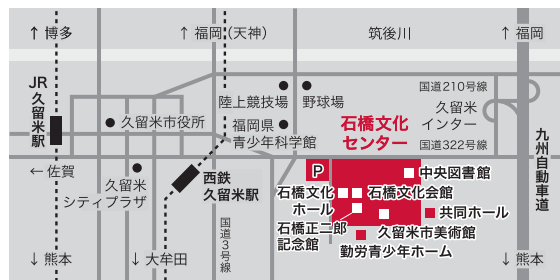 ↑ 博多
↑ 福岡(天神)
筑後川
↑ 福岡
国道210号線
JR
久留米駅
陸上競技場
野球場
久留米
インター
久留米市役所
福岡県
青少年科学館
石橋文化
センター
国道322号線
九州自動車道
← 佐賀
久留米
シティプラザ
西鉄
久留米駅
P
中央図書館
石橋文化
ホール
石橋文化会館
石橋正二郎
記念館
共同ホール
久留米市美術館
勤労青少年ホーム
国道3号線
↓ 熊本
↓ 大牟田
↓ 熊本